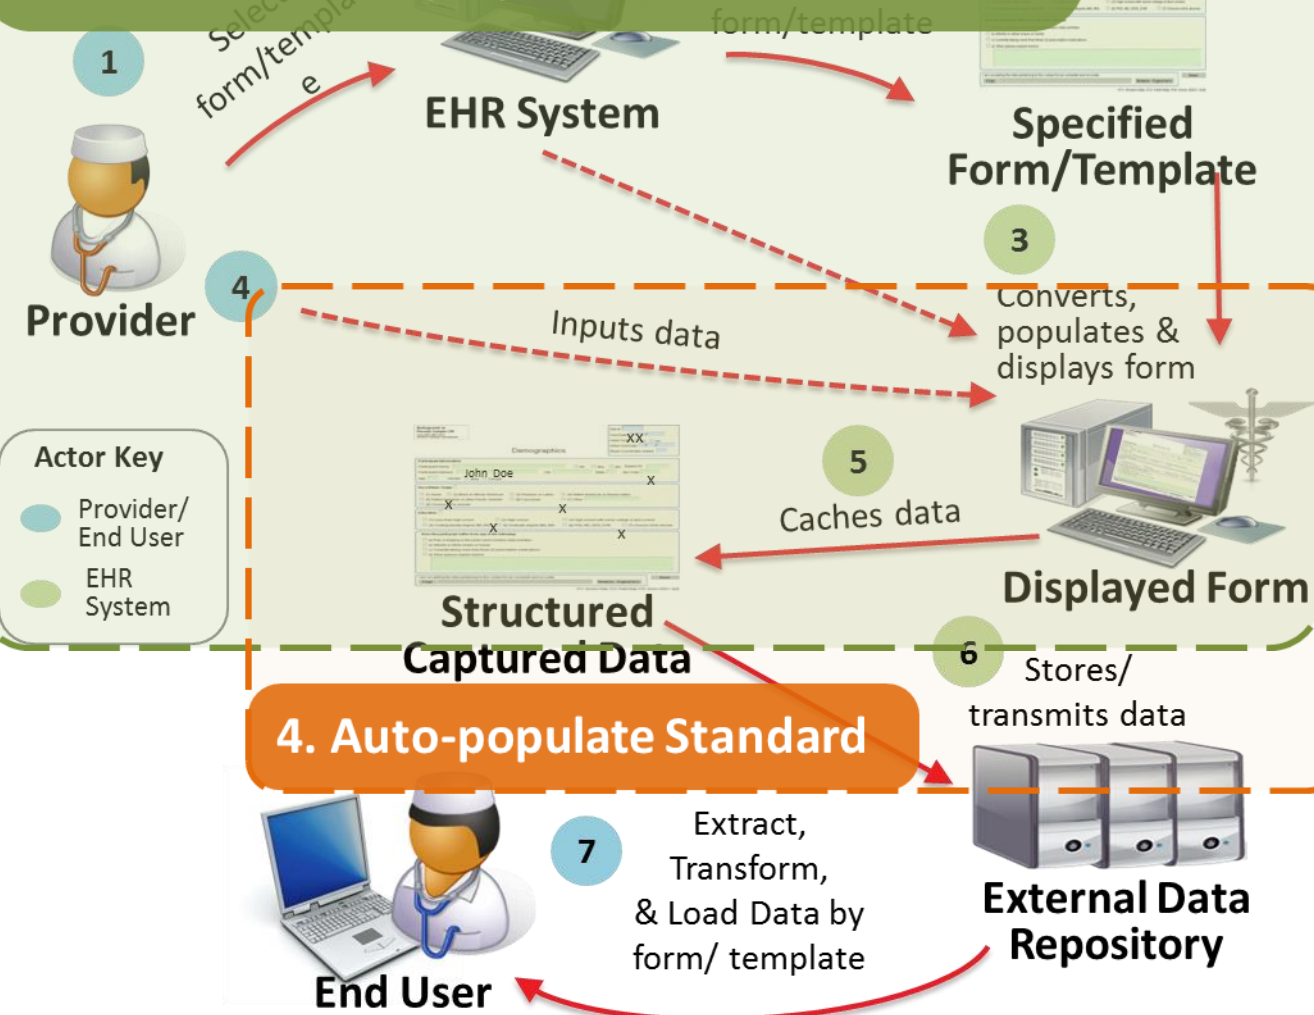 1
Select
form/templat
e
EHR System
form/template
Specified
Form/Template
3
4
Provider
Inputs data
Converts,
populates &
displays form
Actor Key
Provider/
End User
EHR
System
Demographics
XX
John Doe
X
X
X
X
X
5
Caches data
Displayed Form
Structured
Captured Data
6
Stores/
transmits data
4. Auto-populate Standard
7
Extract,
Transform,
& Load Data by
form/ template
External Data
Repository
End User